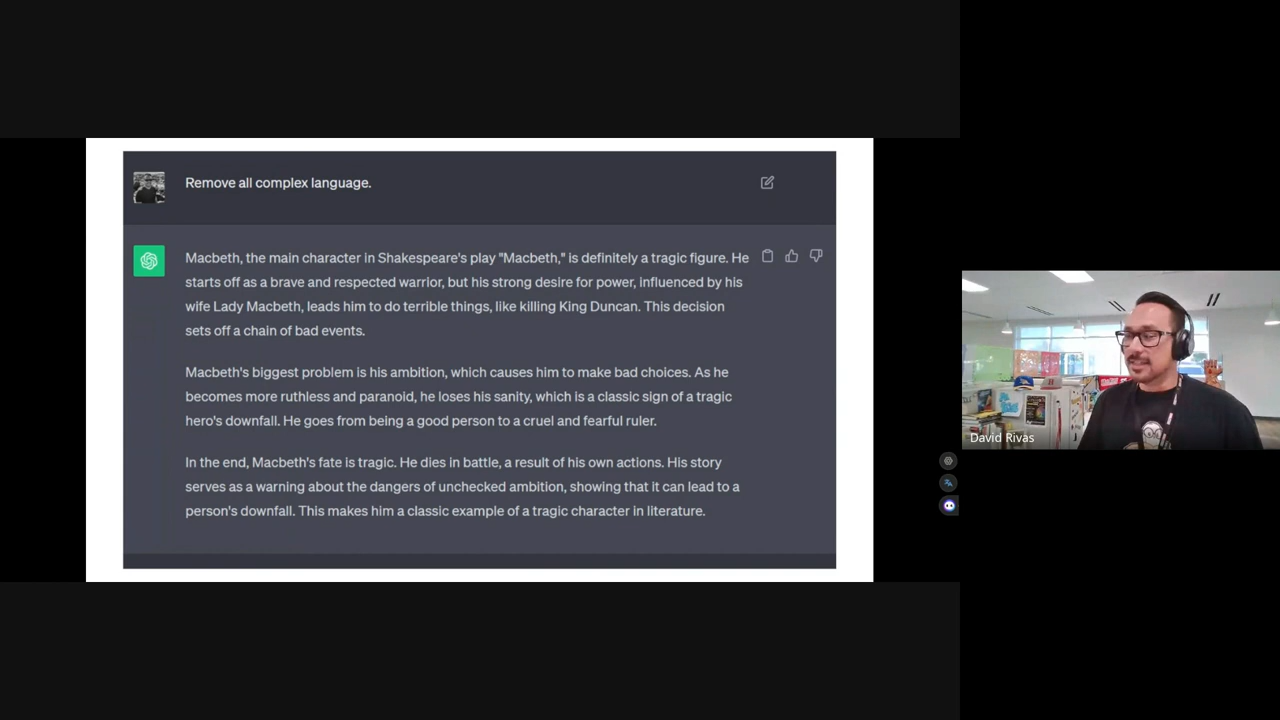 Remove all complex language.
Macbeth, the main character in Shakespeare's play "Macbeth," is definitely a tragic figure. He
starts off as a brave and respected warrior, but his strong desire for power, influenced by his
wife Lady Macbeth, leads him to do terrible things, like killing King Duncan. This decision
sets off a chain of bad events.
Macbeth's biggest problem is his ambition, which causes him to make bad choices. As he
becomes more ruthless and paranoid, he loses his sanity, which is a classic sign of a tragic
hero's downfall. He goes from being a good person to a cruel and fearful ruler.
In the end, Macbeth's fate is tragic. He dies in battle, a result of his own actions. His story
serves as a warning about the dangers of unchecked ambition, showing that it can lead to a
person's downfall. This makes him a classic example of a tragic character in literature.
David Rivas